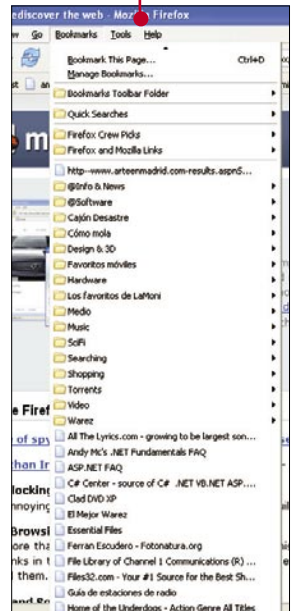 ediscover the web - Mozilla Firefox
Go Bookmarks Tools Help
Bookmark This Page... Ctrl+D
Manage Bookmarks...
Bookmarks Toolbar Folder
Quick Searches
Firefox Crew Picks
Firefox and Mozilla Links
http--www.arteenmadrid.com-results.aspn5...
@Info & News
@Software
Cajón Desastre
Cómo mola
Design & 3D
Favoritos móviles
Hardware
Los favoritos de LaMoni
Medio
Music
SciFi
Searching
Shopping
Torrents
Video
Warez
All The Lyrics.com - growing to be largest son...
Andy Mc's .NET Fundamentals FAQ
ASP.NET FAQ
C# Center - source of C# .NET VB.NET ASP....
Clad DVD XP
El Mejor Warez
Essential Files
Ferran Escudero - Fotonatura.org
File Library of Channel 1 Communications (R) ...
Files32.com - Your #1 Source for the Best Sh...
Guía de estaciones de radio
Home of the Underdogs - Action Genre All Titles
e Firef
of spy
than In
locking
nnoying
Browsi
ore tha
nks in t
them.